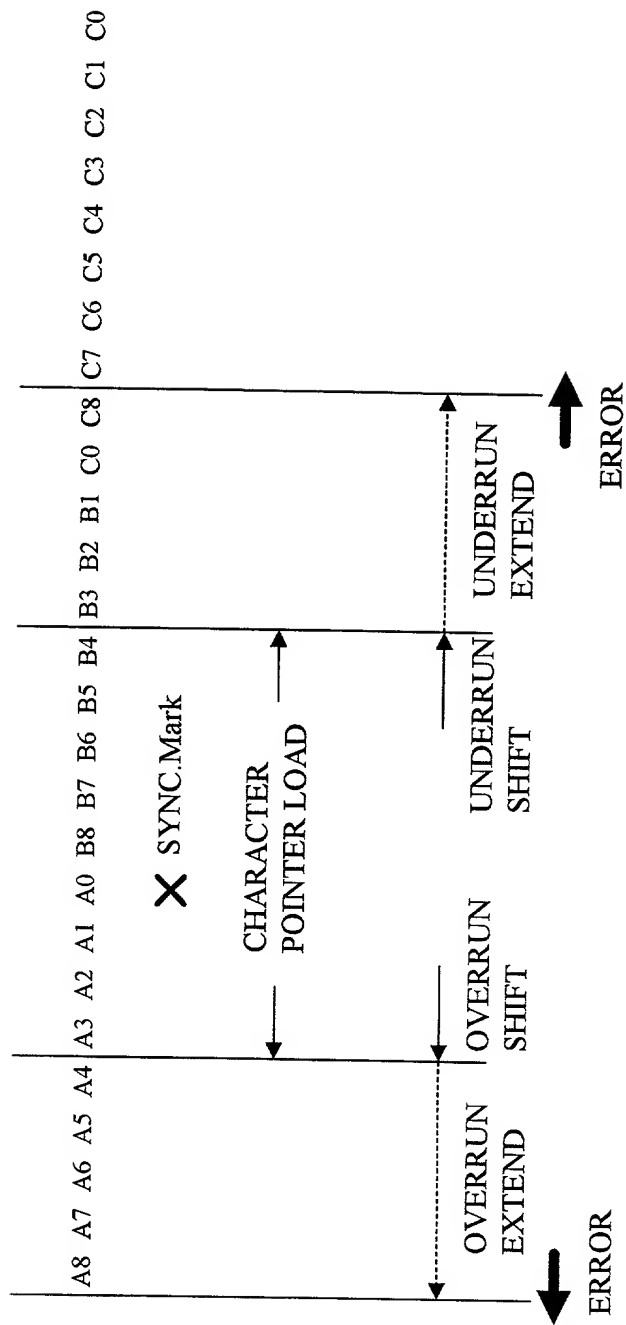 A8 A7 A6 A5 A4 A3 A2 A1 A0 B8 B7 B6 B5 B4 B3 B2 B1 C0 C8 C7 C6 C5 C4 C3 C2 C1 C0
SYNC.Mark
CHARACTER
POINTER LOAD
OVERRUN
EXTEND
OVERRUN
SHIFT
UNDERRUN
SHIFT
UNDERRUN
EXTEND
ERROR
ERROR